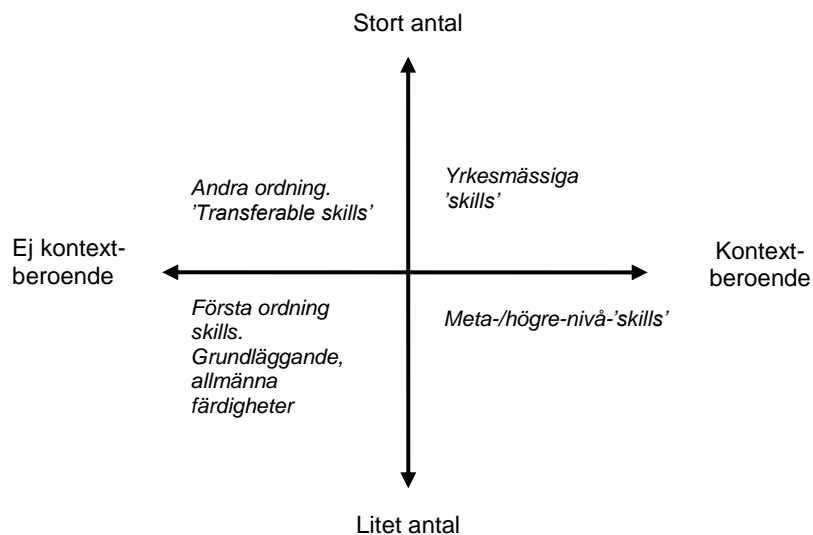 Stort antal
Andra ordning.
’Transferable skills’
Yrkesmässiga
’skills’
Ej kontext-
beroende
Kontext-
beroende
Första ordning
skills.
Grundläggande,
allmänna
färdigheter
Meta-/högre-nivå-’skills’
Litet antal